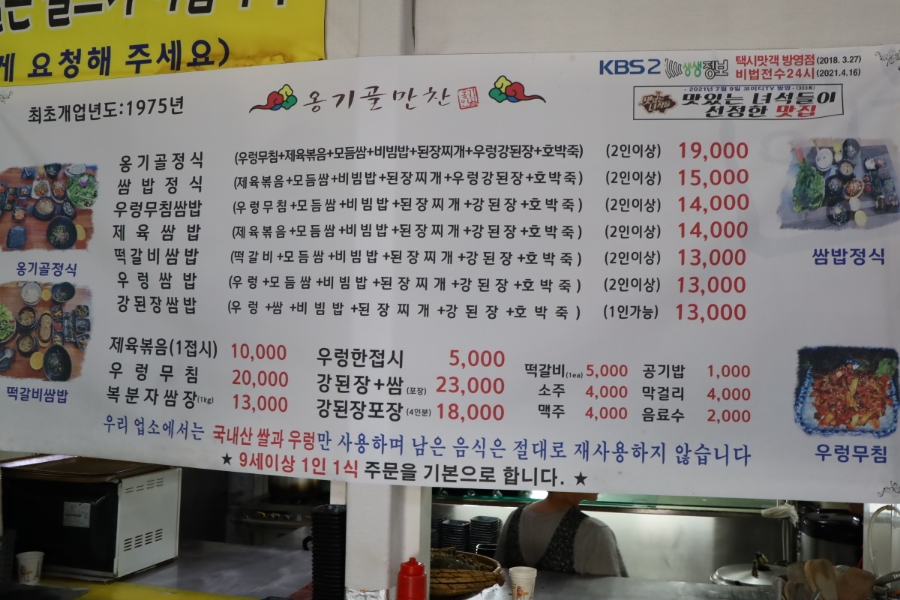 게 요청해 주세요)
KBS2 생생정보 택시맛객 방영점 (2018. 3.27)
비법전수24시 (2021.4.16)
최초개업년도:1975년
옹기골만찬
맛있는 녀석들이
선정한 맛집
옹기골정식 (우렁무침+제육볶음+모듬쌈+비빔밥+된장찌개+우렁강된장+호박죽) (2인이상) 19,000
쌈밥정식 (제육볶음+모듬쌈+비빔밥+된장찌개+우렁강된장+호박죽) (2인이상) 15,000
우렁무침쌈밥 (우렁무침+모듬쌈+비빔밥+된장찌개+강된장+호박죽) (2인이상) 14,000
제육쌈밥 (제육볶음+모듬쌈+비빔밥+된장찌개+강된장+호박죽) (2인이상) 14,000
떡갈비쌈밥 (떡갈비+모듬쌈+비빔밥+된장찌개+강된장+호박죽) (2인이상) 13,000
우렁쌈밥 (우렁+모듬쌈+비빔밥+된장찌개+강된장+호박죽) (2인이상) 13,000
강된장쌈밥 (우렁+쌈+비빔밥+된장찌개+강된장+호박죽) (1인가능) 13,000
옹기골정식
쌈밥정식
떡갈비쌈밥
우렁무침
제육볶음(1접시) 10,000 우렁한접시 5,000 떡갈비(1ea) 5,000 공기밥 1,000
우렁무침 20,000 강된장+쌈(포장) 23,000 소주 4,000 막걸리 4,000
복분자쌈장(1kg) 13,000 강된장포장(4인분) 18,000 맥주 4,000 음료수 2,000
우리 업소에서는 국내산 쌀과 우렁만 사용하며 남은 음식은 절대로 재사용하지 않습니다
★ 9세이상 1인 1식 주문을 기본으로 합니다. ★